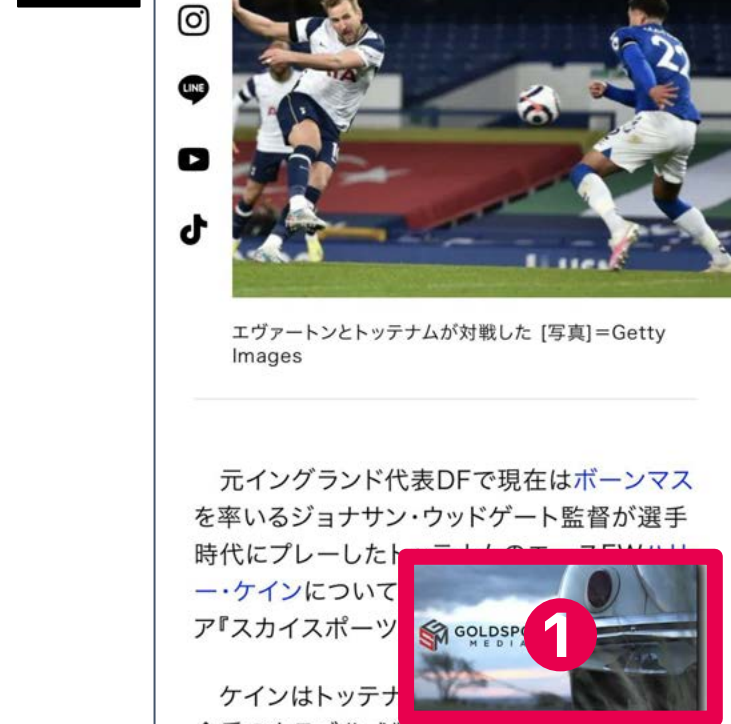 LINE
22
エヴァートンとトッテナムが対戦した [写真]=Getty
Images
元イングランド代表DFで現在はボーンマス
を率いるジョナサン・ウッドゲート監督が選手
時代にプレーした
ー・ケインについて
ア『スカイスポーツ
GOLDSP
MEDIA
1
ケインはトッテナ